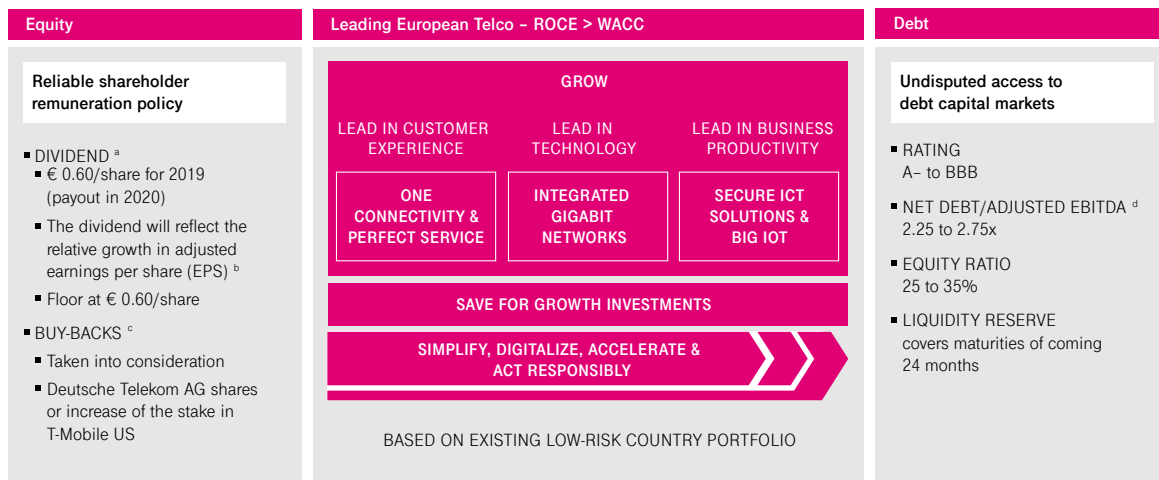 Equity
Reliable shareholder
remuneration policy
▪ DIVIDEND a
▪ € 0.60/share for 2019
(payout in 2020)
▪ The dividend will reflect the
relative growth in adjusted
earnings per share (EPS) b
▪ Floor at € 0.60/share
▪ BUY-BACKS c
▪ Taken into consideration
▪ Deutsche Telekom AG shares
or increase of the stake in
T-Mobile US
Leading European Telco – ROCE > WACC
GROW
LEAD IN CUSTOMER
EXPERIENCE
ONE
CONNECTIVITY &
PERFECT SERVICE
LEAD IN
TECHNOLOGY
INTEGRATED
GIGABIT
NETWORKS
LEAD IN BUSINESS
PRODUCTIVITY
SECURE ICT
SOLUTIONS &
BIG IOT
SAVE FOR GROWTH INVESTMENTS
SIMPLIFY, DIGITALIZE, ACCELERATE &
ACT RESPONSIBLY
BASED ON EXISTING LOW-RISK COUNTRY PORTFOLIO
Debt
Undisputed access to
debt capital markets
▪ RATING
A– to BBB
▪ NET DEBT/ADJUSTED EBITDA d
2.25 to 2.75x
▪ EQUITY RATIO
25 to 35%
▪ LIQUIDITY RESERVE
covers maturities of coming
24 months